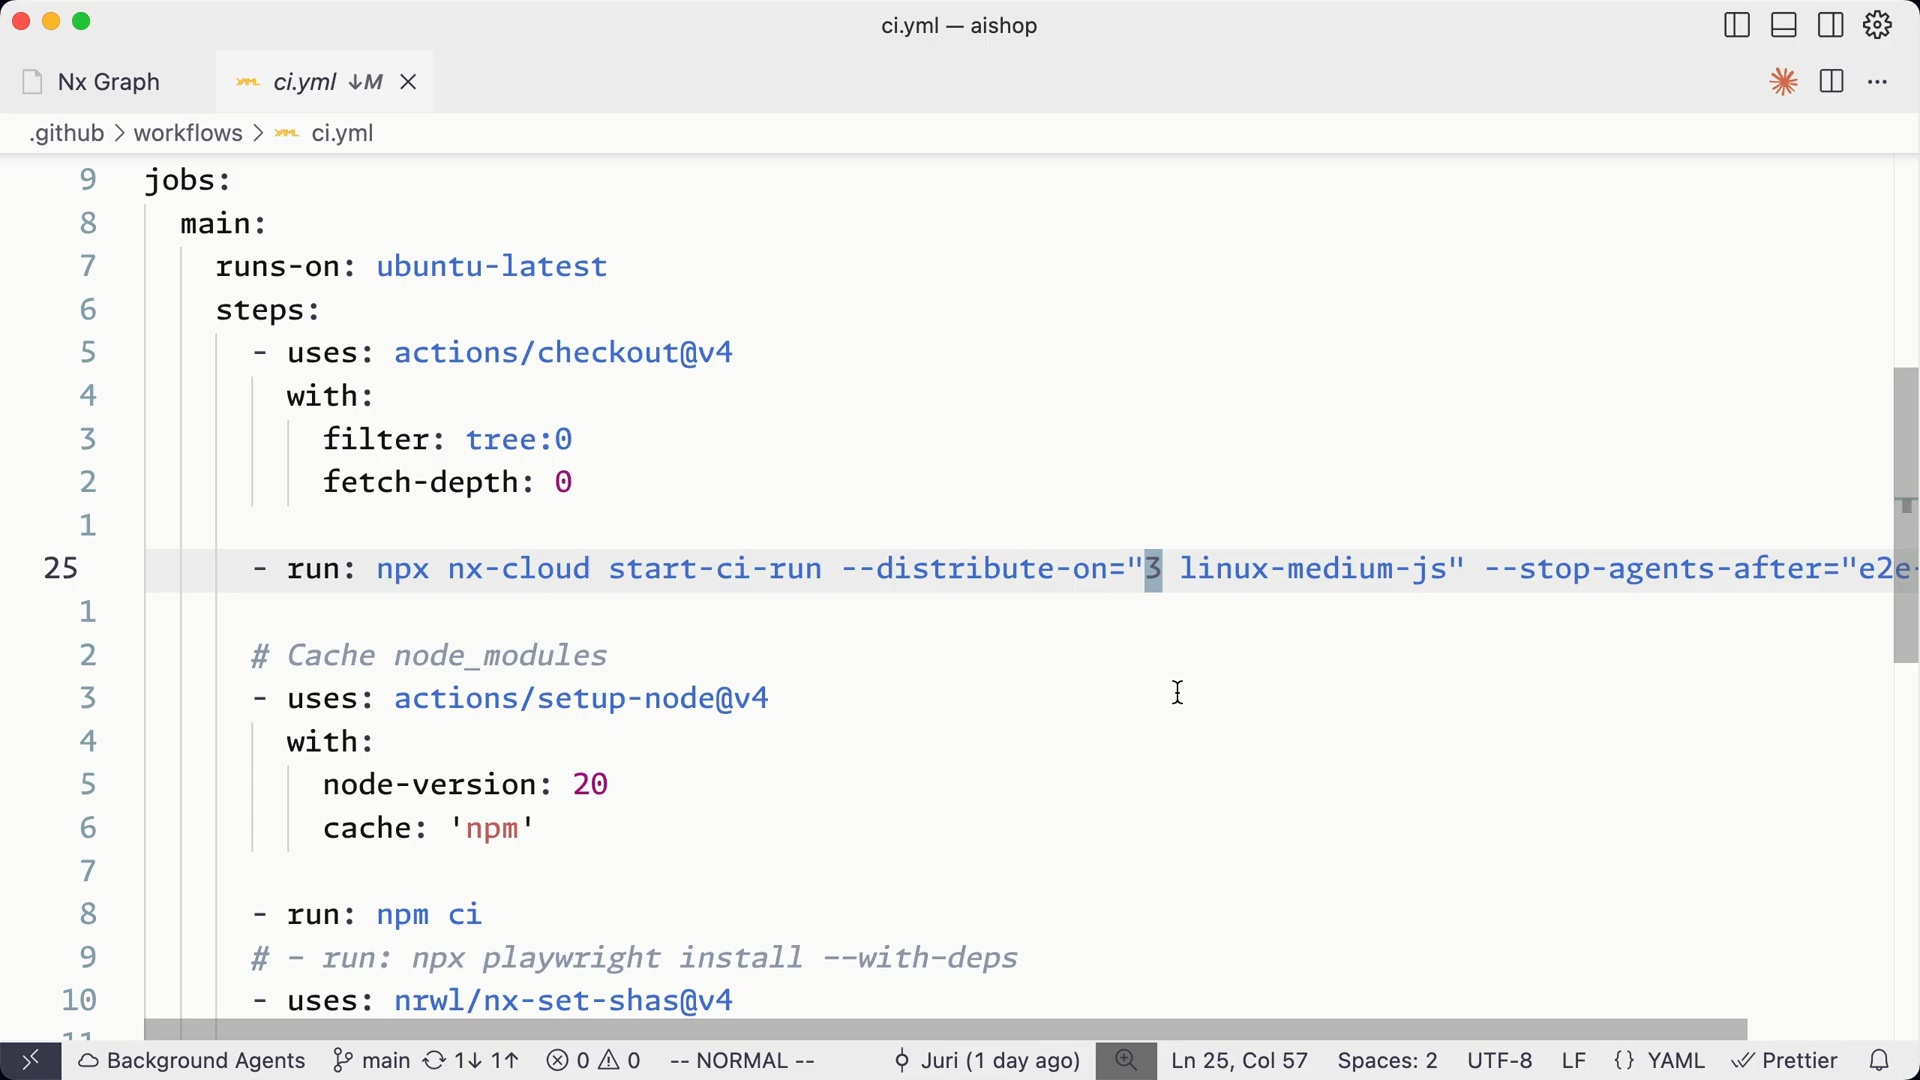 ci.yml — aishop
Nx Graph
ci.yml ↓M
.github > workflows > ci.yml
9 jobs:
8 main:
7 runs-on: ubuntu-latest
6 steps:
5 - uses: actions/checkout@v4
4 with:
3 filter: tree:0
2 fetch-depth: 0
1
25 - run: npx nx-cloud start-ci-run --distribute-on="3 linux-medium-js" --stop-agents-after="e2e-
1
2 # Cache node_modules
3 - uses: actions/setup-node@v4
4 with:
5 node-version: 20
6 cache: 'npm'
7
8 - run: npm ci
9 # - run: npx playwright install --with-deps
10 - uses: nrwl/nx-set-shas@v4
11
Background Agents main 1↓ 1↑ 0 0 -- NORMAL -- Juri (1 day ago) Ln 25, Col 57 Spaces: 2 UTF-8 LF {} YAML Prettier